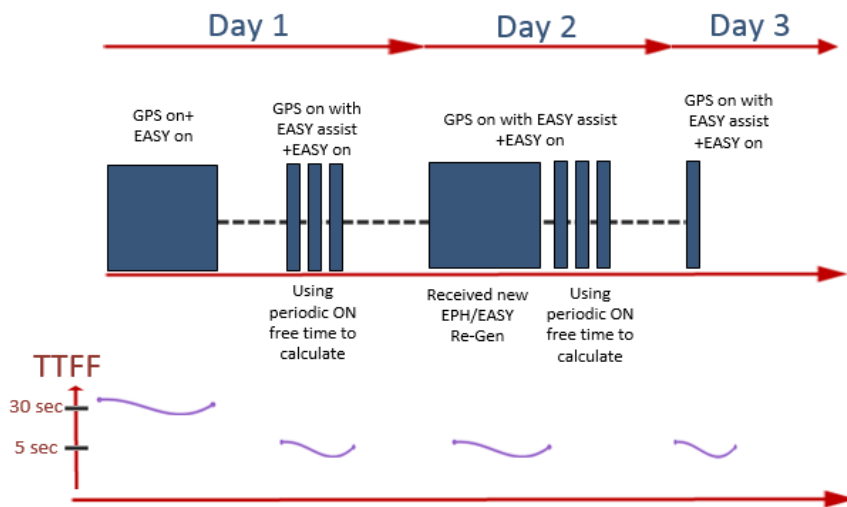 Day 1
Day 2
Day 3
GPS on+
EASY on
GPS on with
EASY assist
+EASY on
GPS on with EASY assist
+EASY on
GPS on with
EASY assist
+EASY on
Using
periodic ON
free time to
calculate
Received new
EPH/EASY
Re-Gen
Using
periodic ON
free time to
calculate
TTFF
30 sec
5 sec